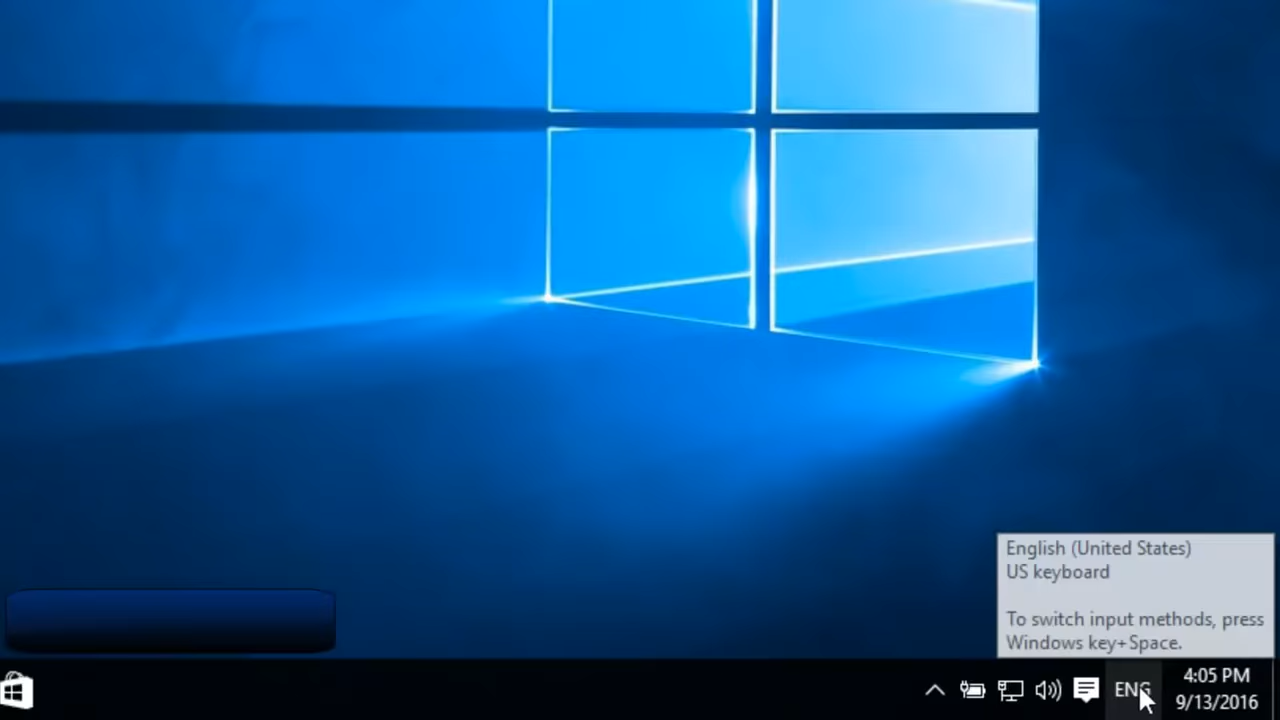 English (United States)
US keyboard
To switch input methods, press
Windows key+Space.
ENG
4:05 PM
9/13/2016